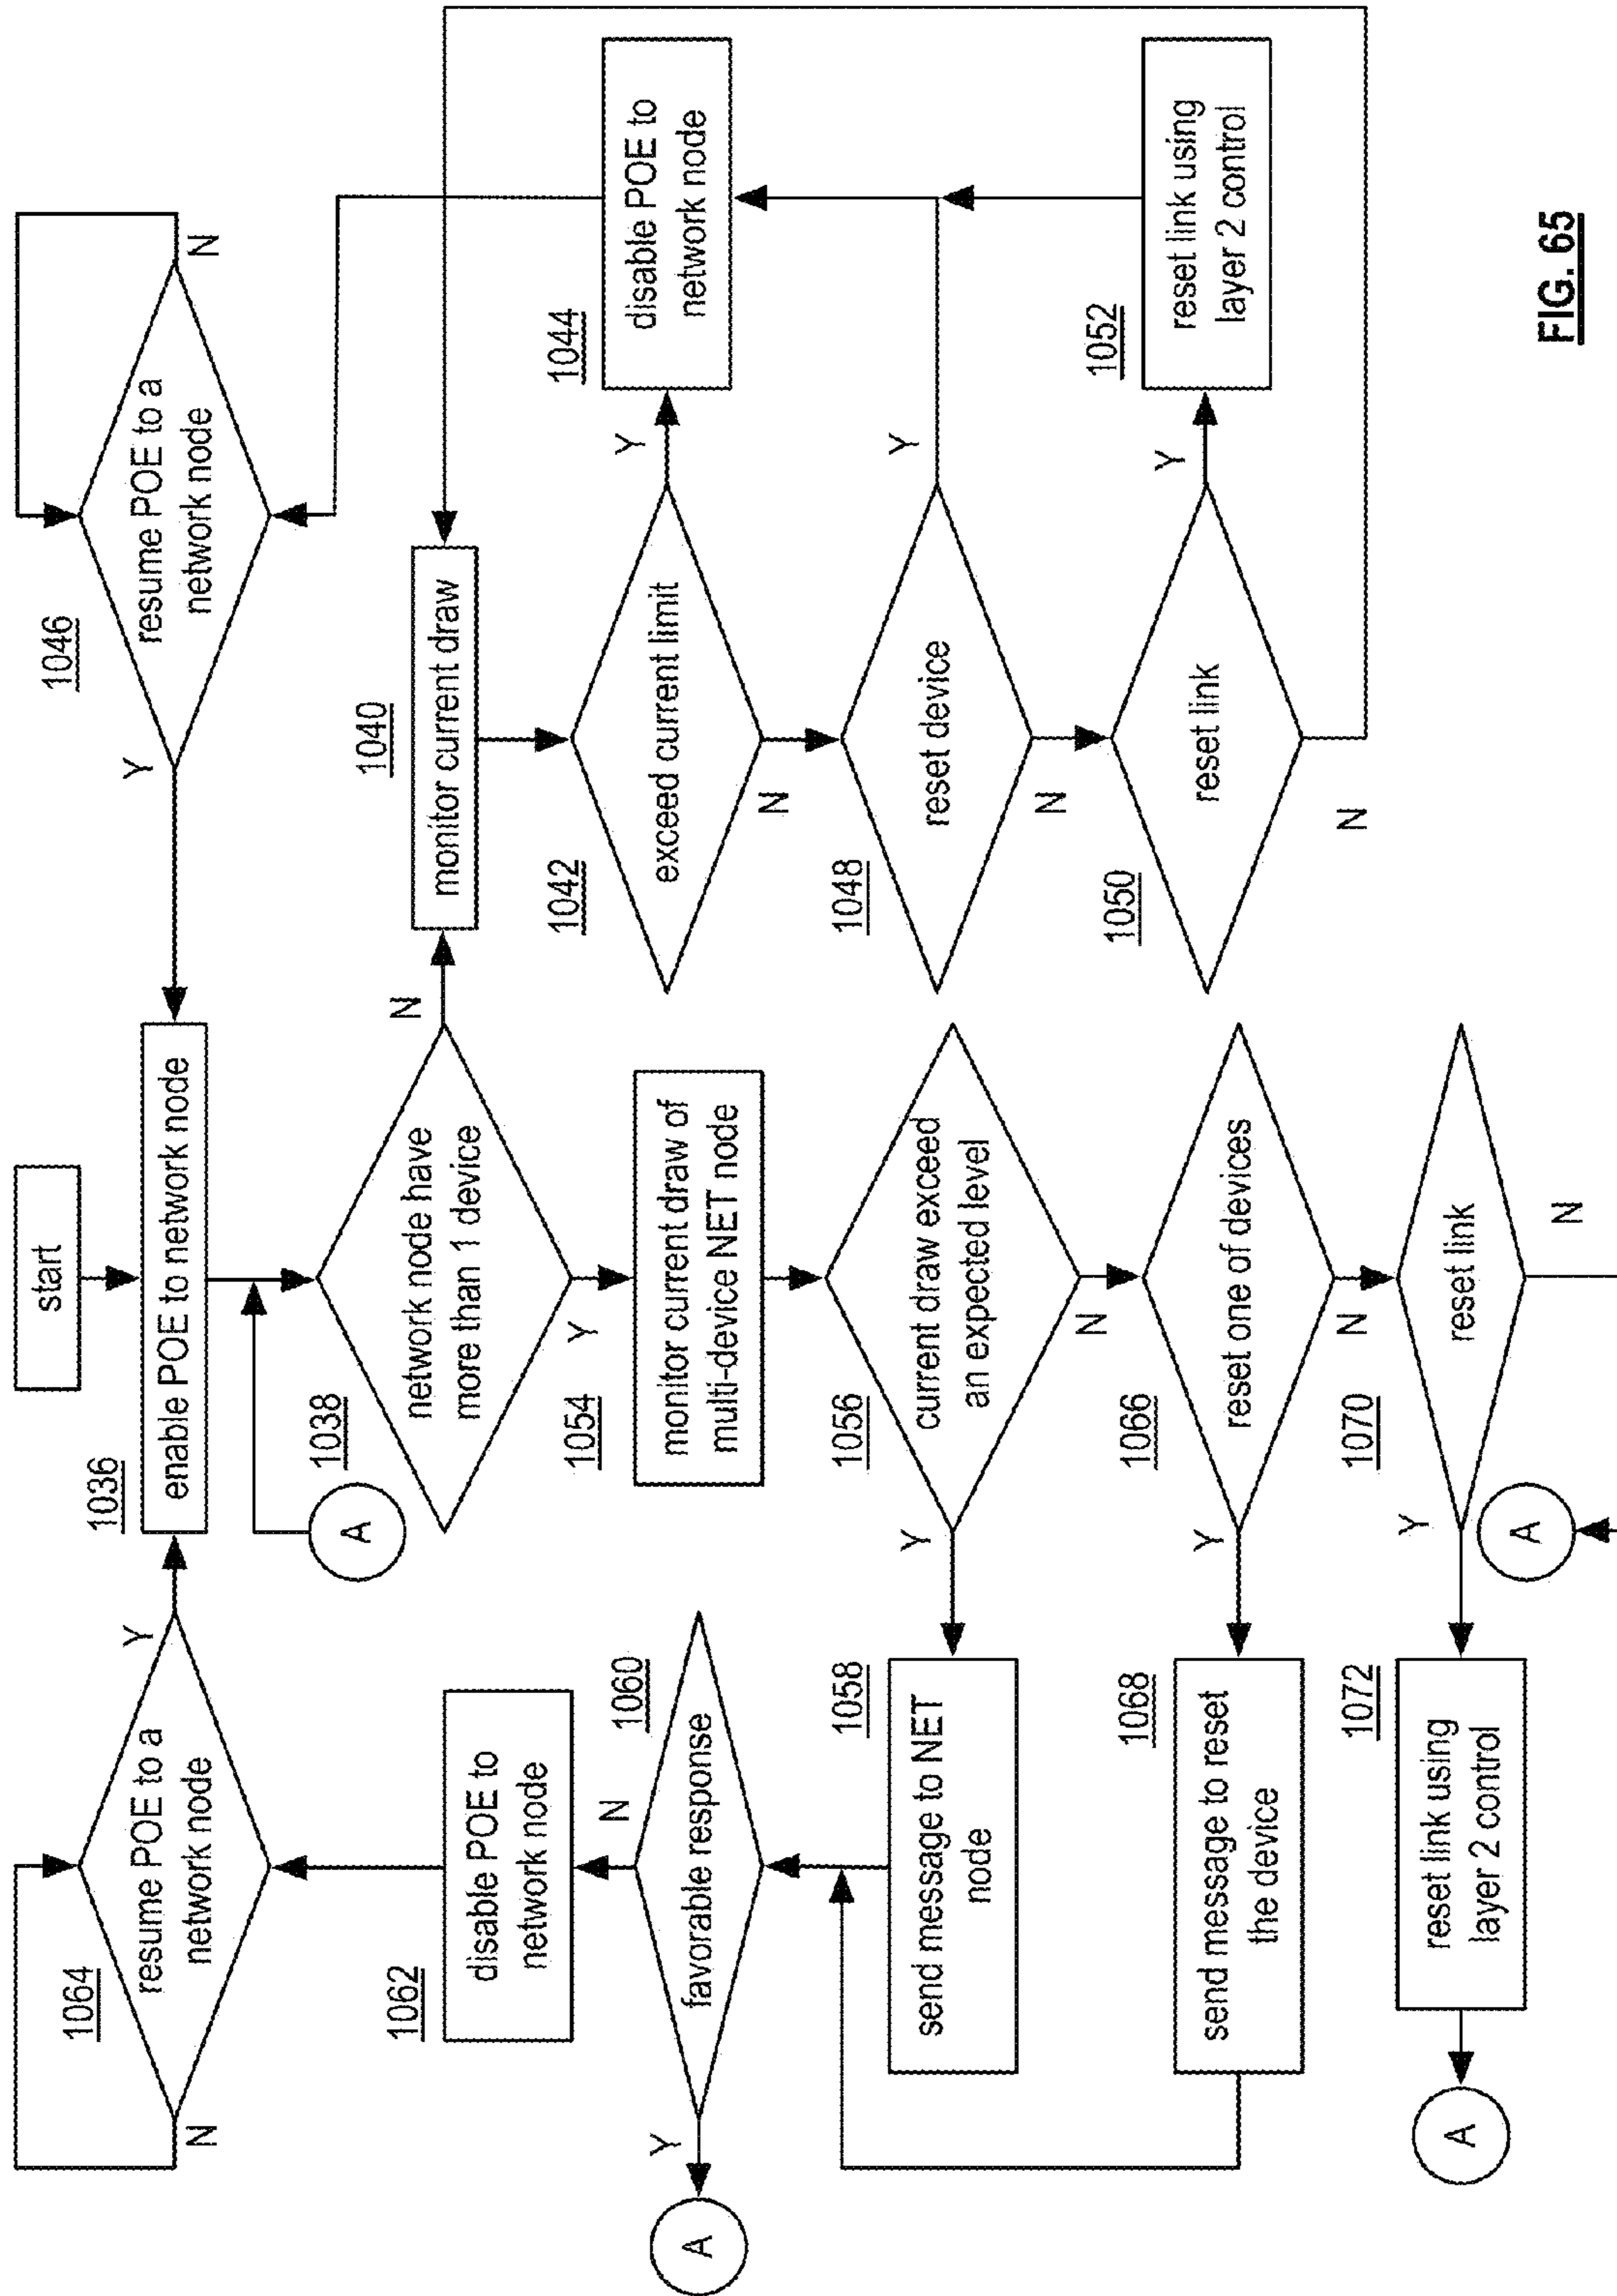 start
1036
enable POE to network node
1064
resume POE to a
network node
Y
N
1046
resume POE to a
network node
Y
N
A
1038
network node have
more than 1 device
N
Y
1040
monitor current draw
1042
exceed current limit
Y
N
1044
disable POE to
network node
1048
reset device
Y
N
1050
reset link
Y
N
1052
reset link using
layer 2 control
1054
monitor current draw of
multi-device NET node
1056
current draw exceed
an expected level
Y
N
1058
send message to NET
node
1060
favorable response
Y
N
A
1062
disable POE to
network node
1066
reset one of devices
Y
N
1068
send message to reset
the device
1070
reset link
Y
N
A
1072
reset link using
layer 2 control
A
FIG. 65